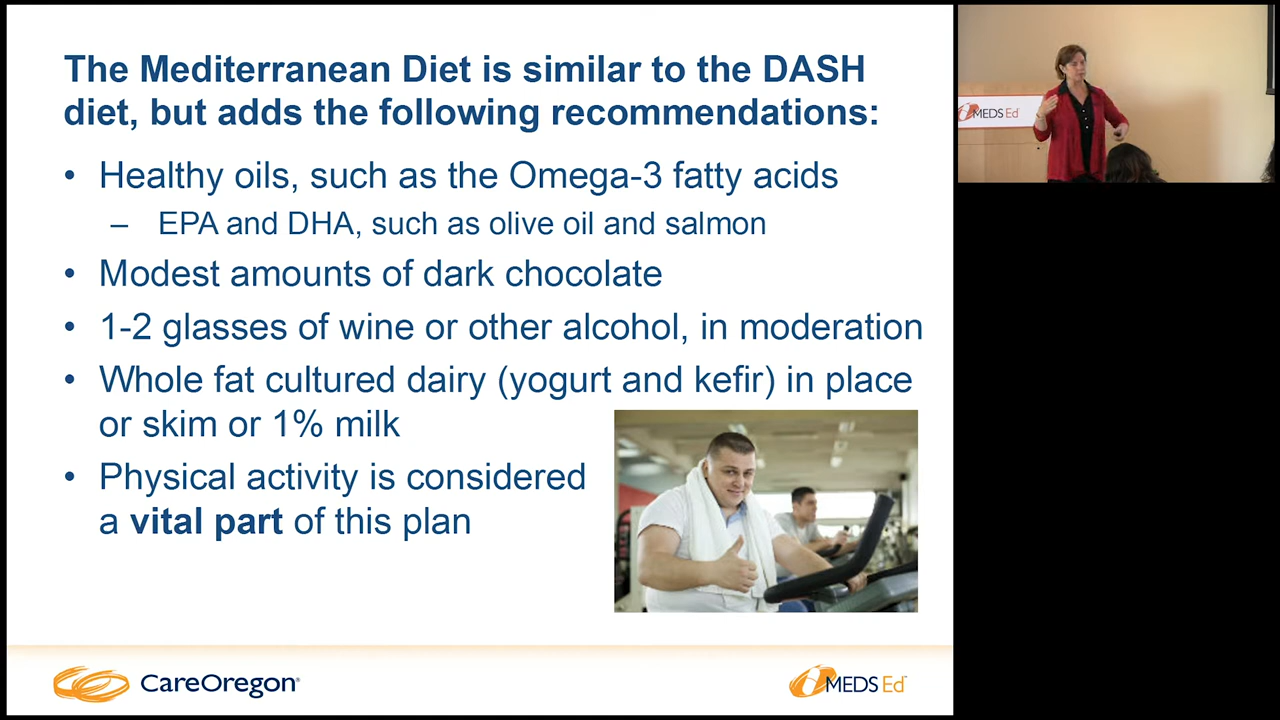 The Mediterranean Diet is similar to the DASH
diet, but adds the following recommendations:
• Healthy oils, such as the Omega-3 fatty acids
– EPA and DHA, such as olive oil and salmon
• Modest amounts of dark chocolate
• 1-2 glasses of wine or other alcohol, in moderation
• Whole fat cultured dairy (yogurt and kefir) in place
or skim or 1% milk
• Physical activity is considered
a vital part of this plan
CareOregon®
MEDS Ed™
MEDS Ed